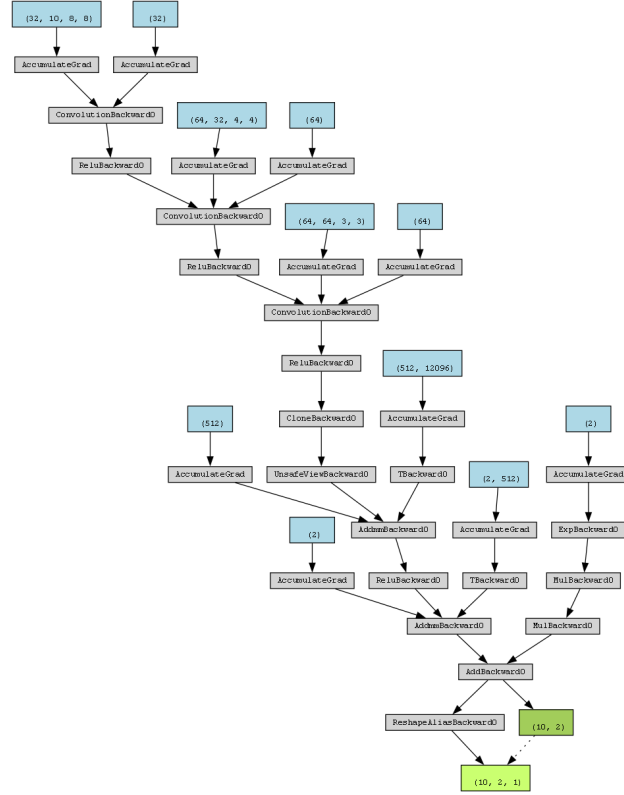 (32, 10, 8, 8)
(32)
AccumulateGrad
AccumulateGrad
ConvolutionBackward0
(64, 32, 4, 4)
(64)
ReluBackward0
AccumulateGrad
AccumulateGrad
ConvolutionBackward0
(64, 64, 3, 3)
(64)
ReluBackward0
AccumulateGrad
AccumulateGrad
ConvolutionBackward0
ReluBackward0
(512, 12096)
(512)
CloneBackward0
AccumulateGrad
(2)
AccumulateGrad
UnsafeViewBackward0
TBackward0
(2, 512)
AccumulateGrad
(2)
AddmmBackward0
AccumulateGrad
ExpBackward0
AccumulateGrad
ReluBackward0
TBackward0
MulBackward0
AddmmBackward0
MulBackward0
AddBackward0
ReshapeAliasBackward0
(10, 2)
(10, 2, 1)